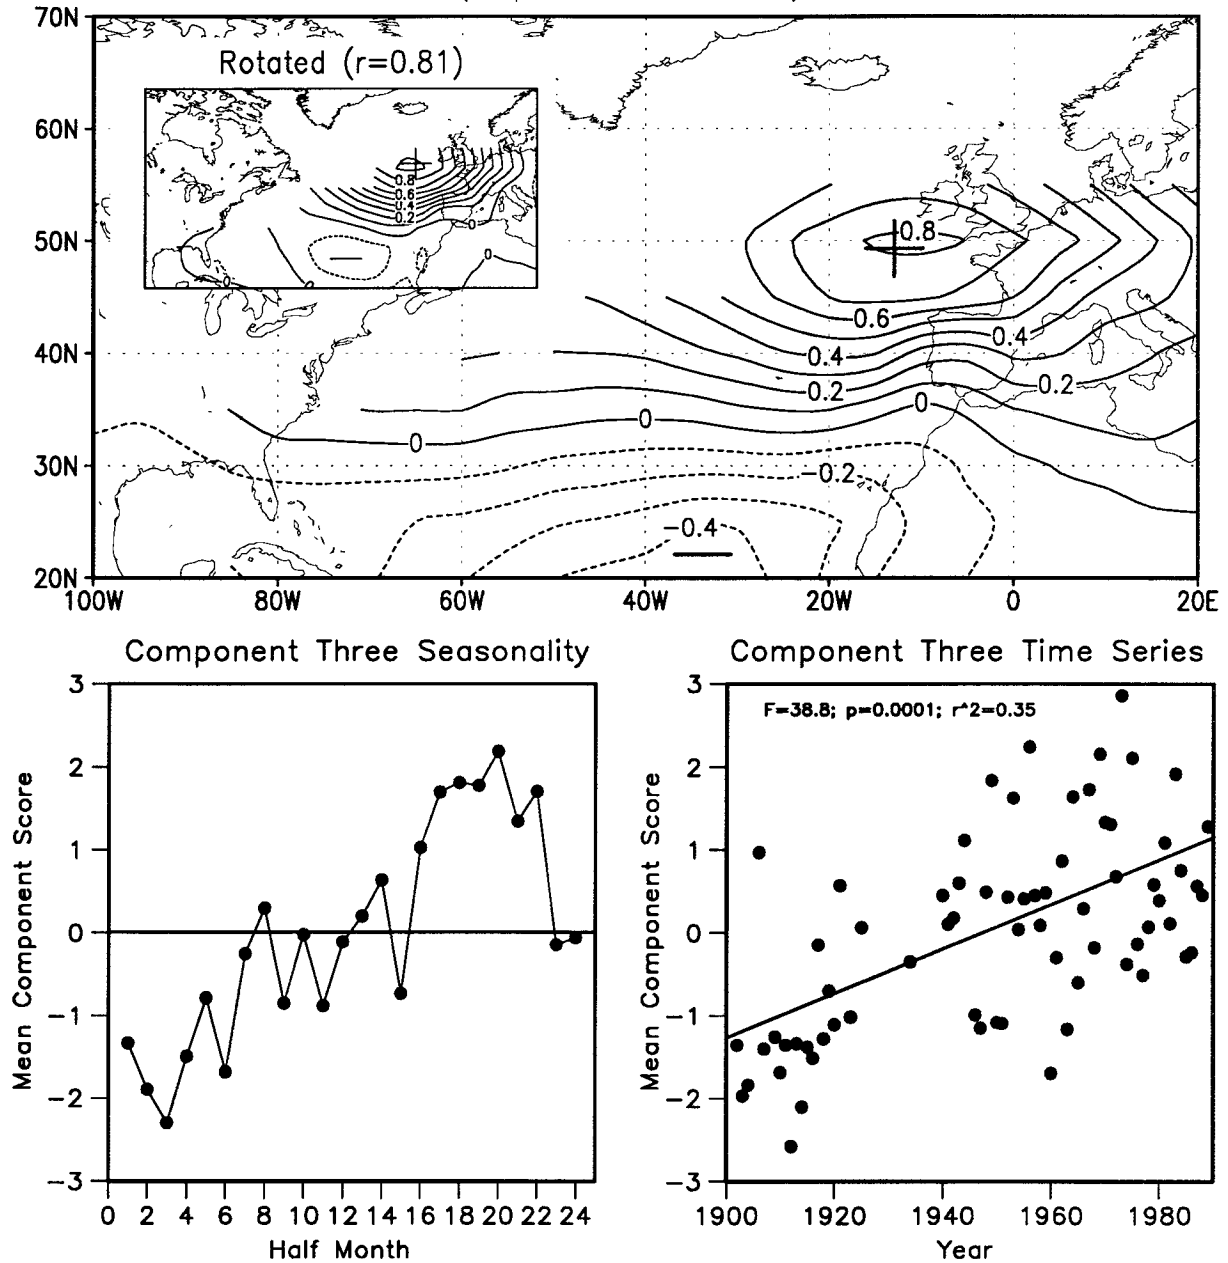 70N
Rotated (r=0.81)
60N
0.8
0.6
0.4
0.2
0
0
0
0
50N
0.8
0.6
0.4
40N
0.4
0.2
0.2
0
0
0
30N
-0.2
-0.4
20N
100W 80W 60W 40W 20W 0 20E
Component Three Seasonality
3
2
1
0
-1
-2
-3
Mean Component Score
0 2 4 6 8 10 12 14 16 18 20 22 24
Half Month
Component Three Time Series
F=38.8; p=0.0001; r^2=0.35
3
2
1
0
-1
-2
-3
Mean Component Score
1900 1920 1940 1960 1980
Year